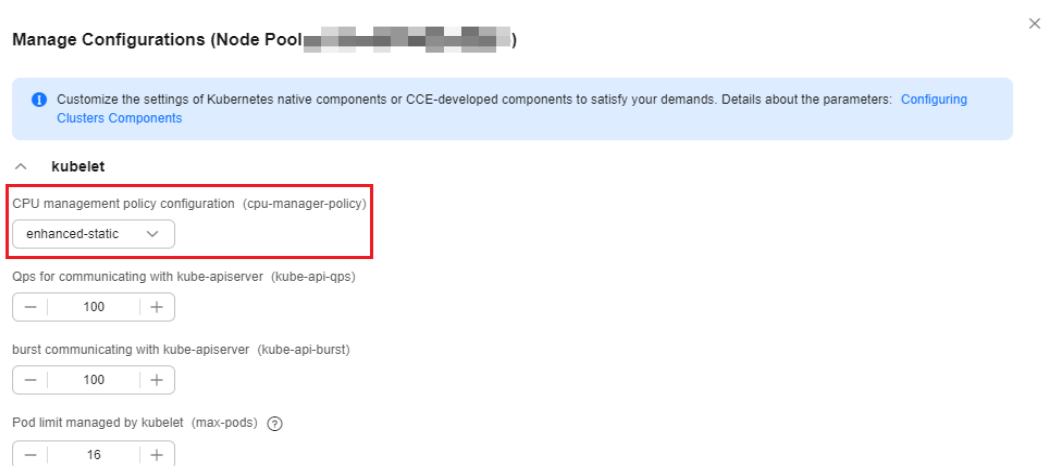 Manage Configurations (Node Pool )
Customize the settings of Kubernetes native components or CCE-developed components to satisfy your demands. Details about the parameters: Configuring
Clusters Components
kubelet
CPU management policy configuration (cpu-manager-policy)
enhanced-static
Qps for communicating with kube-apiserver (kube-api-qps)
100
burst communicating with kube-apiserver (kube-api-burst)
100
Pod limit managed by kubelet (max-pods)
16